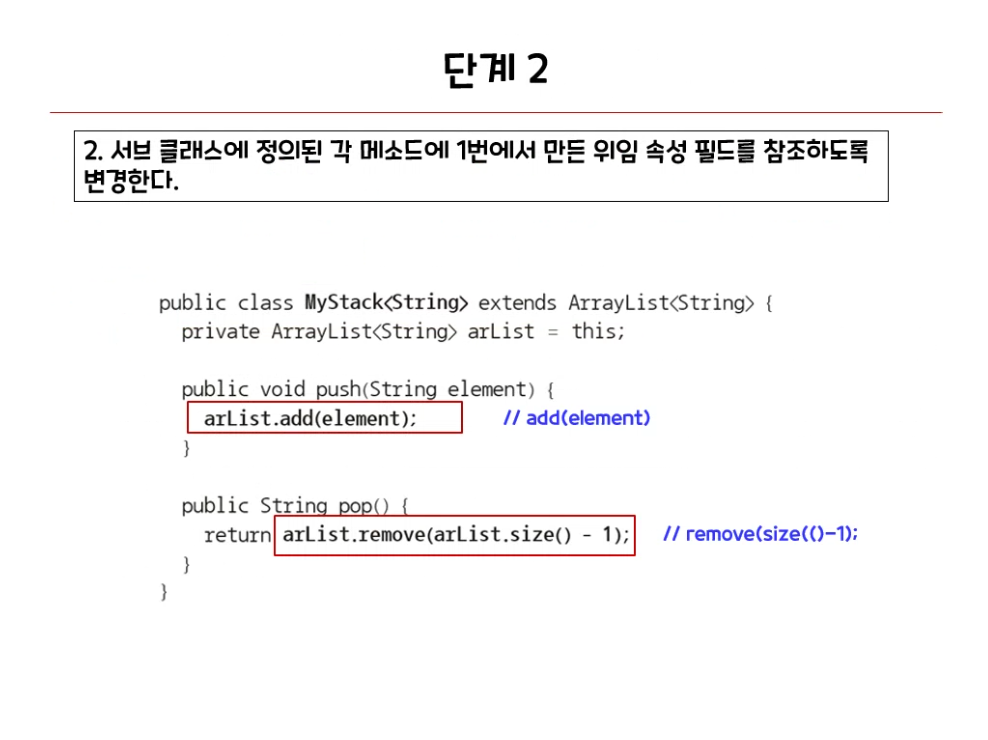 단계 2
2. 서브 클래스에 정의된 각 메소드에 1번에서 만든 위임 속성 필드를 참조하도록
변경한다.
public class MyStack<String> extends ArrayList<String> {
private ArrayList<String> arList = this;
public void push(String element) {
arList.add(element); // add(element)
}
public String pop() {
return arList.remove(arList.size() - 1); // remove(size(()-1);
}
}